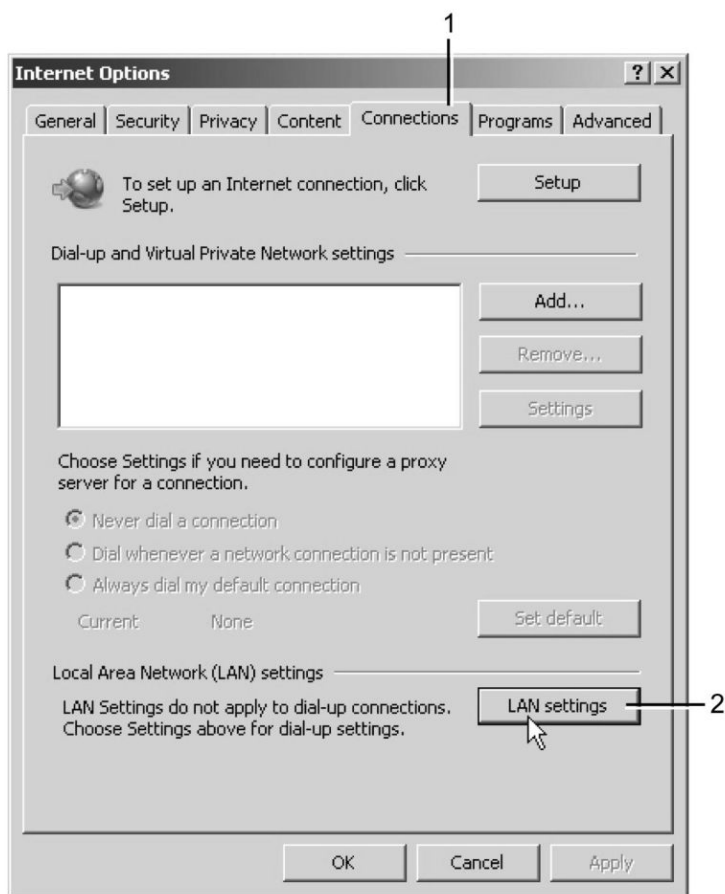 1
Internet Options
? X
General Security Privacy Content Connections Programs Advanced
To set up an Internet connection, click
Setup.
Setup
Dial-up and Virtual Private Network settings
Add...
Remove...
Settings
Choose Settings if you need to configure a proxy
server for a connection.
Never dial a connection
Dial whenever a network connection is not present
Always dial my default connection
Current None
Set default
Local Area Network (LAN) settings
LAN Settings do not apply to dial-up connections.
Choose Settings above for dial-up settings.
LAN settings
2
OK Cancel Apply